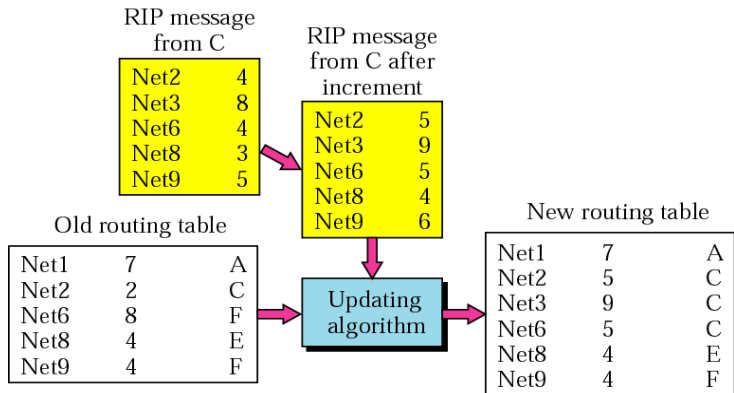 RIP message
from C
Net2 4
Net3 8
Net6 4
Net8 3
Net9 5
RIP message
from C after
increment
Net2 5
Net3 9
Net6 5
Net8 4
Net9 6
Old routing table
Net1 7 A
Net2 2 C
Net6 8 F
Net8 4 E
Net9 4 F
Updating
algorithm
New routing table
Net1 7 A
Net2 5 C
Net3 9 C
Net6 5 C
Net8 4 E
Net9 4 F